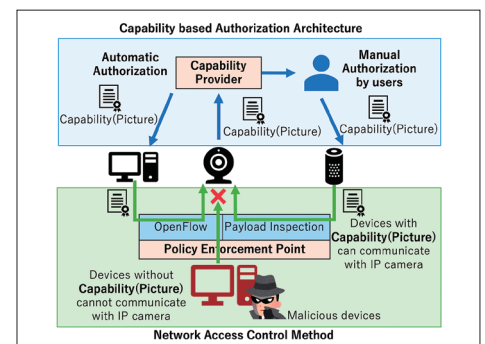 Capability based Authorization Architecture
Automatic
Authorization
Capability
Provider
Manual
Authorization
by users
Capability(Picture)
Capability(Picture)
Capability(Picture)
OpenFlow
Payload Inspection
Policy Enforcement Point
Devices with
Capability(Picture)
can communicate
with IP camera
Devices without
Capability(Picture)
cannot communicate
with IP camera
Malicious devices
Network Access Control Method